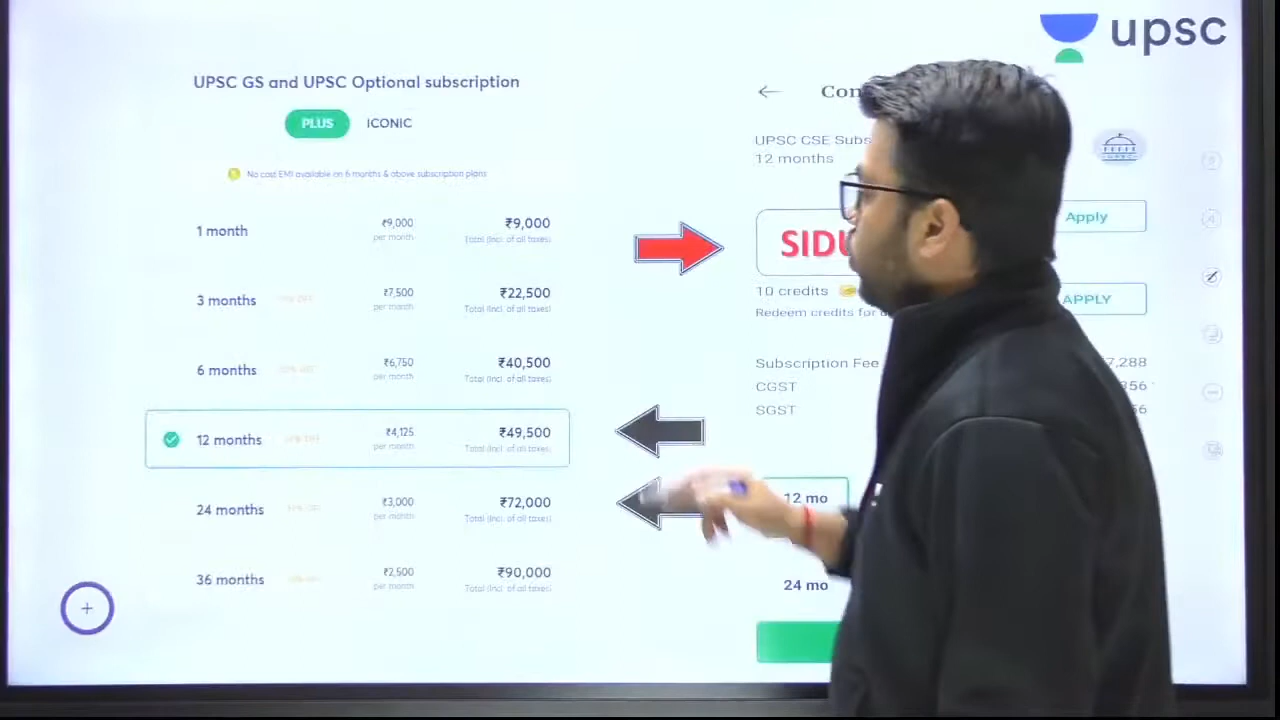 upsc
UPSC GS and UPSC Optional subscription
PLUS ICONIC
No cost EMI available on 6 months & above subscription plans
1 month ₹9,000 ₹9,000
per month Total (Incl. of all taxes)
3 months ₹7,500 ₹22,500
per month Total (Incl. of all taxes)
6 months ₹6,750 ₹40,500
per month Total (Incl. of all taxes)
12 months ₹4,125 ₹49,500
per month Total (Incl. of all taxes)
24 months ₹3,000 ₹72,000
per month Total (Incl. of all taxes)
36 months ₹2,500 ₹90,000
per month Total (Incl. of all taxes)
+
Con
UPSC CSE Subs
12 months
UPSC
Apply
SIDU
10 credits
APPLY
Redeem credits for
Subscription Fee 7,288
CGST 356
SGST 56
12 mo
24 mo